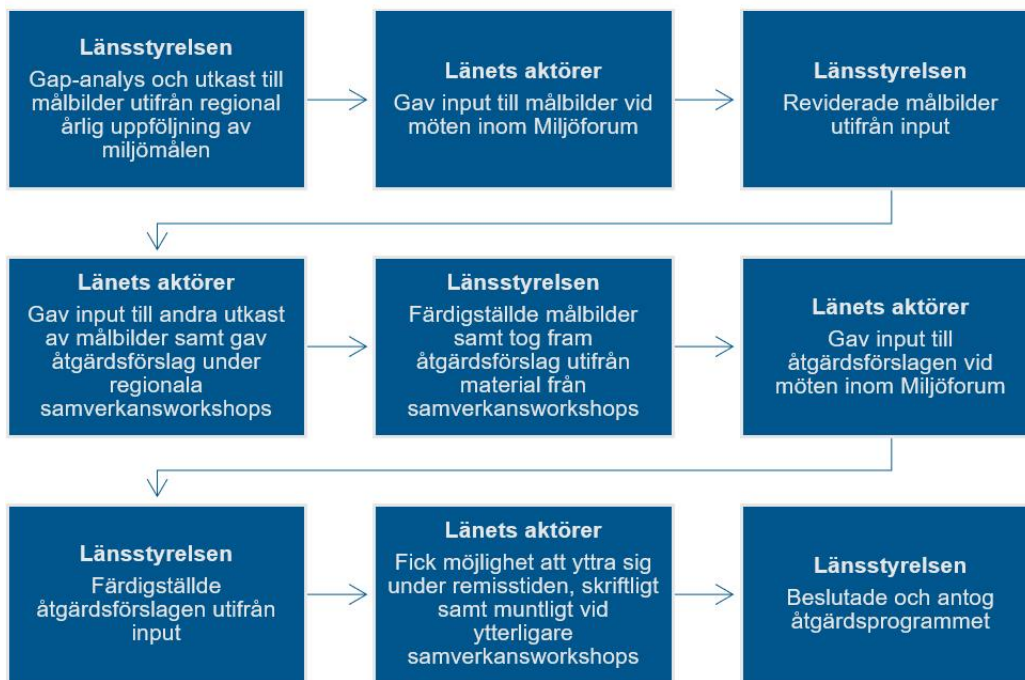 Länsstyrelsen
Gap-analys och utkast till
målbilder utifrån regional
årlig uppföljning av
miljömålen
Länets aktörer
Gav input till målbilder vid
möten inom Miljöforum
Länsstyrelsen
Reviderade målbilder
utifrån input
Länets aktörer
Gav input till andra utkast
av målbilder samt gav
åtgärdsförslag under
regionala
samverkansworkshops
Länsstyrelsen
Färdigställde målbilder
samt tog fram
åtgärdsförslag utifrån
material från
samverkansworkshops
Länets aktörer
Gav input till
åtgärdsförslagen vid
möten inom Miljöforum
Länsstyrelsen
Färdigställde
åtgärdsförslagen utifrån
input
Länets aktörer
Fick möjlighet att yttra sig
under remisstiden, skriftligt
samt muntligt vid
ytterligare
samverkansworkshops
Länsstyrelsen
Beslutade och antog
åtgärdsprogrammet